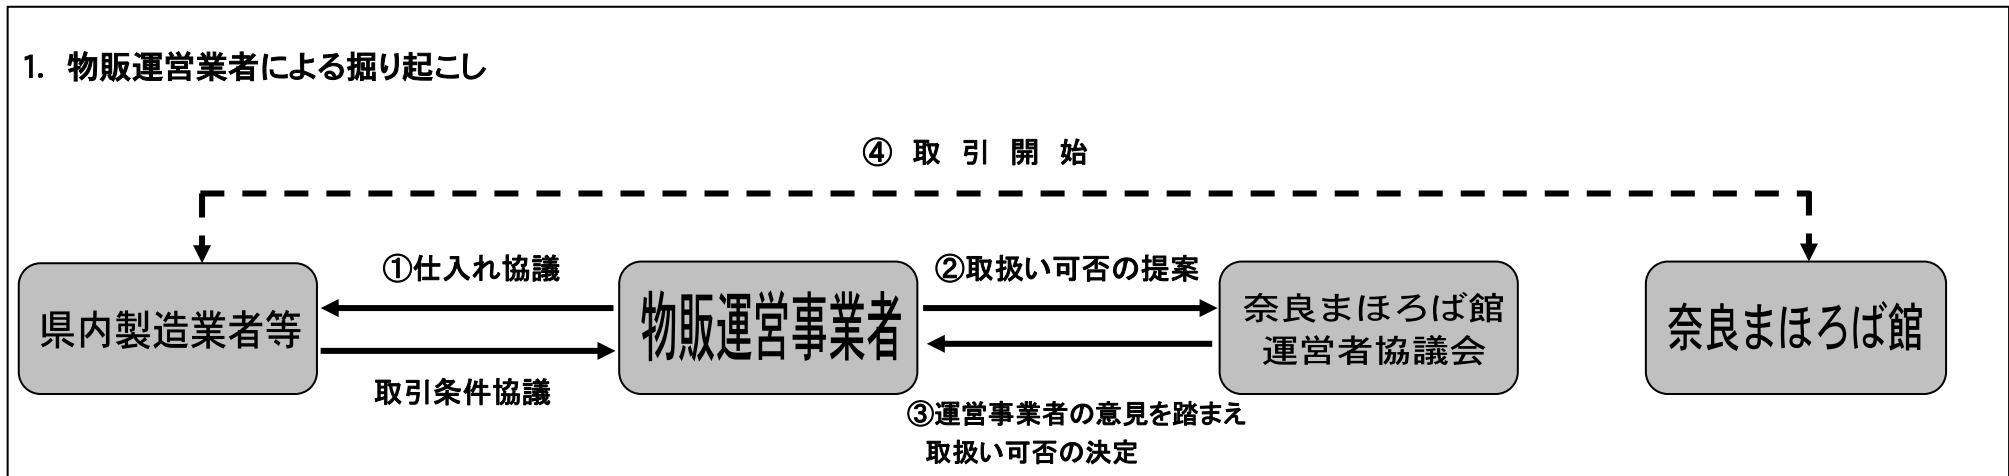 1. 物販運営業者による掘り起こし
④ 取 引 開 始
①仕入れ協議
②取扱い可否の提案
県内製造業者等
物販運営事業者
奈良まほろば館
運営者協議会
奈良まほろば館
取引条件協議
③運営事業者の意見を踏まえ
取扱い可否の決定